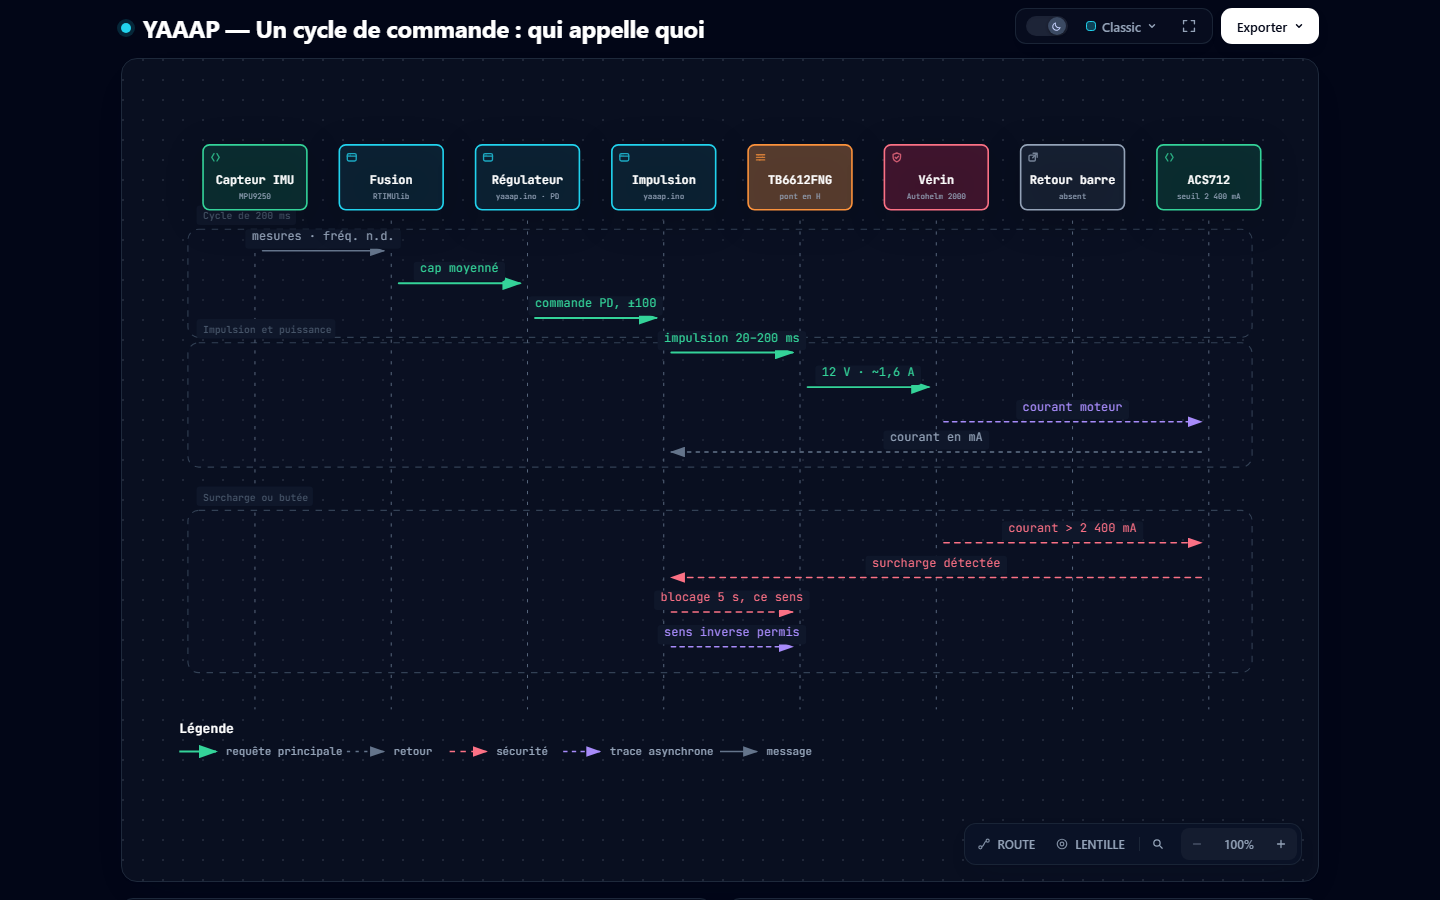 YAAAP — Un cycle de commande : qui appelle quoi
Classic
Exporter
Capteur IMU
MPU9250
Fusion
RTIMUlib
Régulateur
yaaap.ino · PD
Impulsion
yaaap.ino
TB6612FNG
pont en H
Vérin
Autohelm 2000
Retour barre
absent
ACS712
seuil 2 400 mA
Cycle de 200 ms
mesures · fréq. n.d.
cap moyenné
commande PD, ±100
Impulsion et puissance
impulsion 20–200 ms
12 V · ~1,6 A
courant moteur
courant en mA
Surcharge ou butée
courant > 2 400 mA
surcharge détectée
blocage 5 s, ce sens
sens inverse permis
Légende
requête principale
retour
sécurité
trace asynchrone
message
ROUTE
LENTILLE
100%